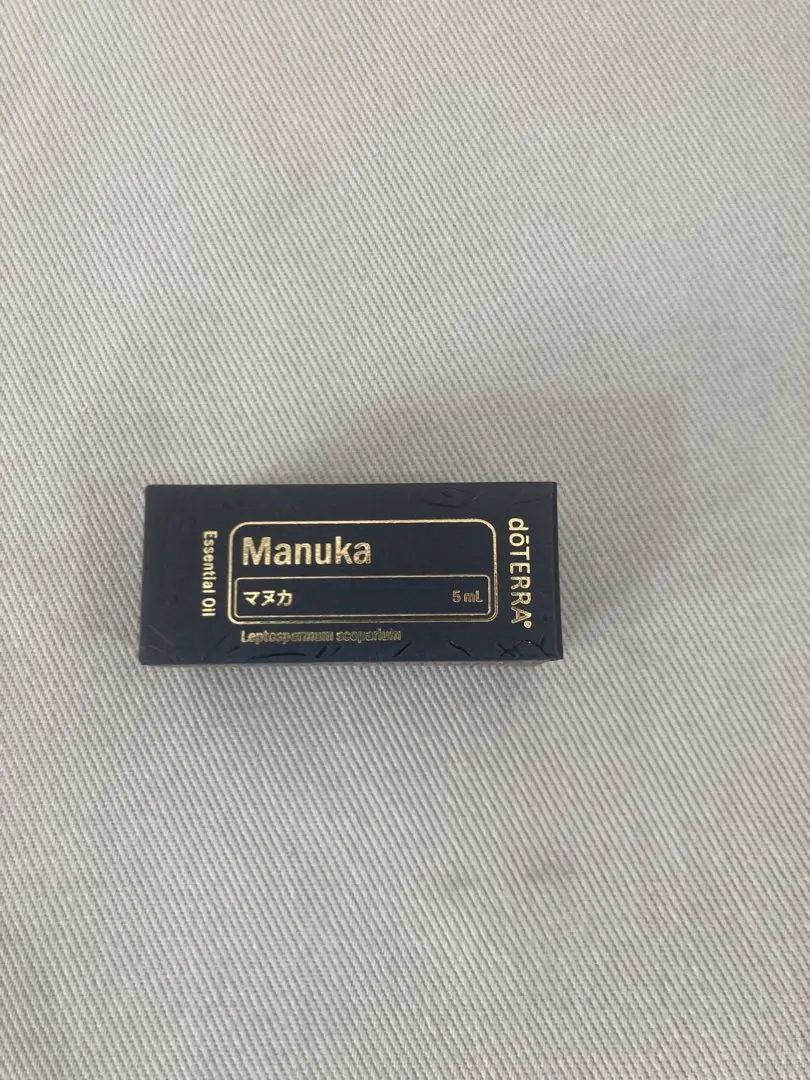 Essential Oil
Manuka
マヌカ 5 mL
Leptospermum scoparium
dōTERRA®